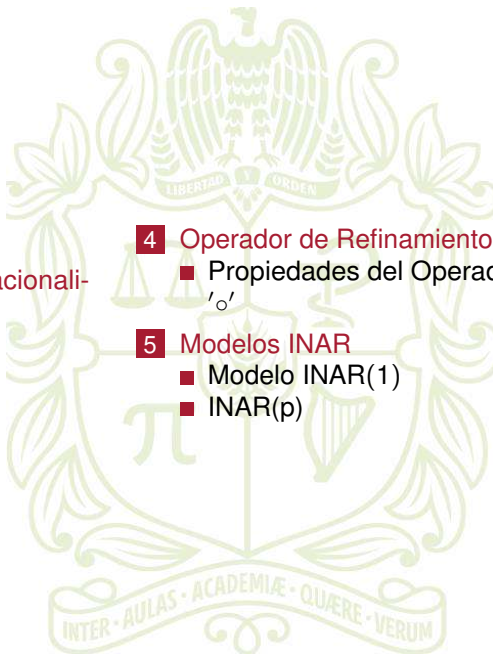 LIBERTAD Y ORDEN
4 Operador de Refinamiento
acionali-
■ Propiedades del Operad
'○'
5 Modelos INAR
■ Modelo INAR(1)
■ INAR(p)
π
INTER · AULAS · ACADEMIÆ · QUÆRE · VERUM